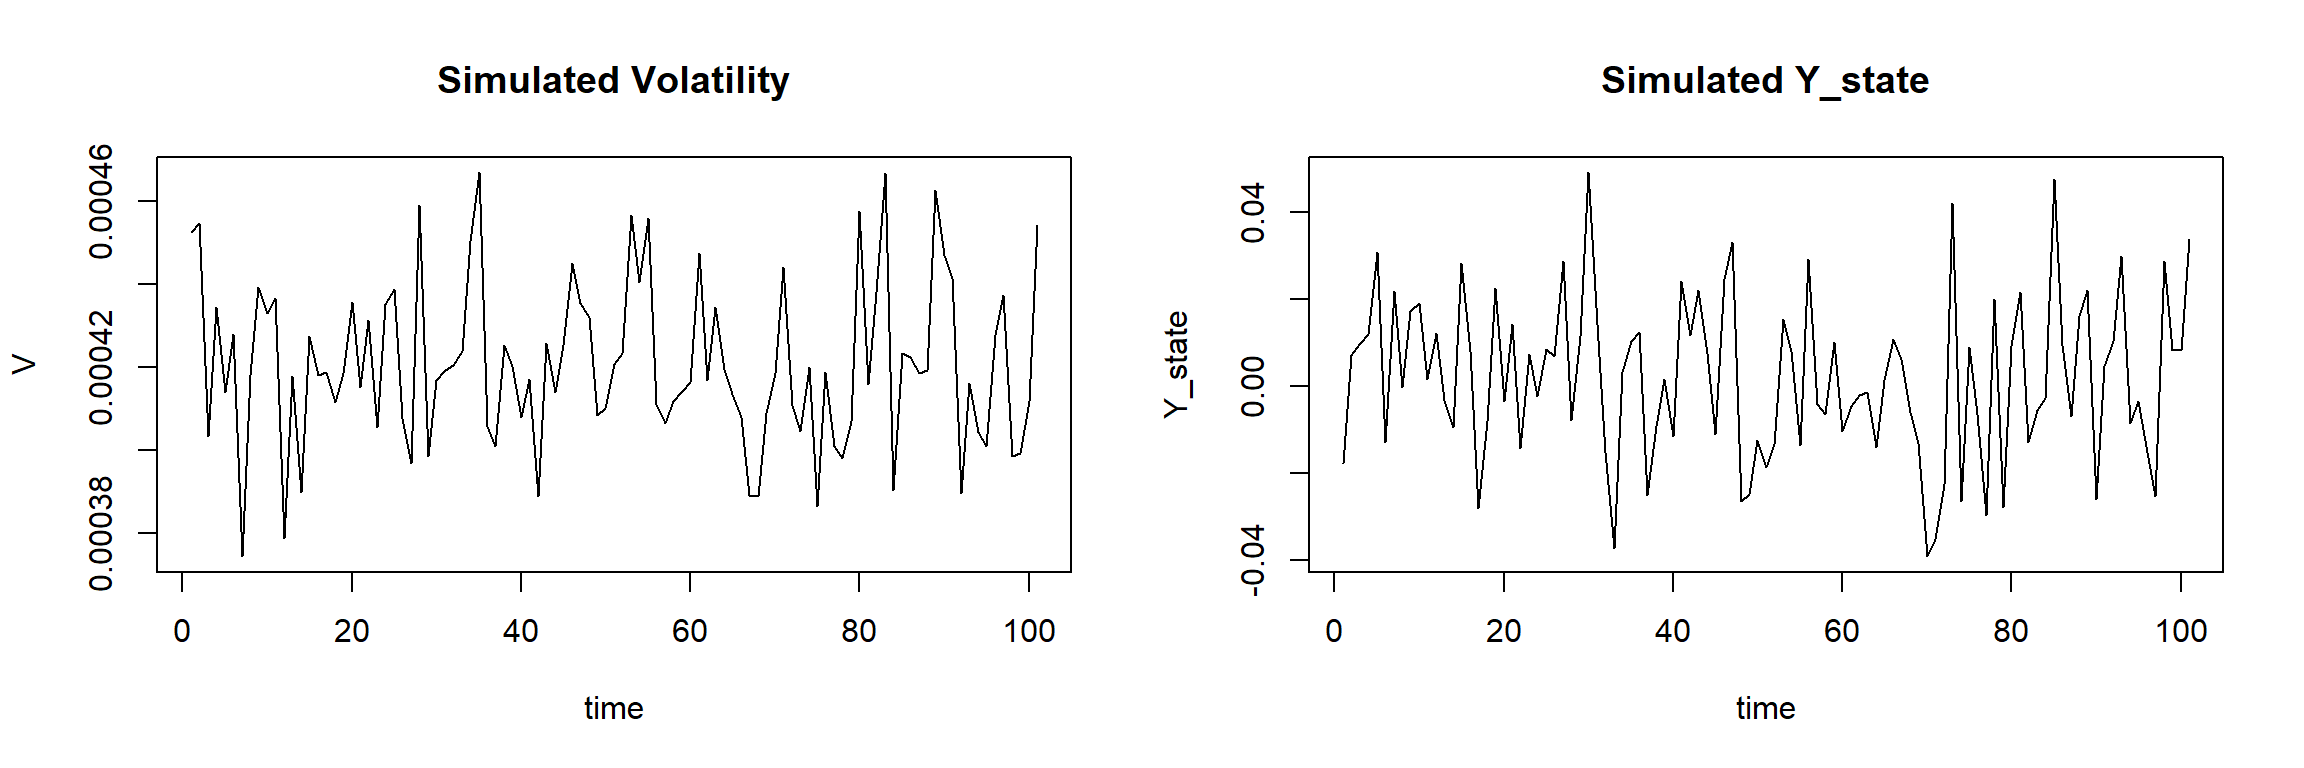 Simulated Volatility
V
0.00046
0.00042
0.00038
0 20 40 60 80 100
time
Simulated Y_state
Y_state
0.04
0.00
-0.04
0 20 40 60 80 100
time